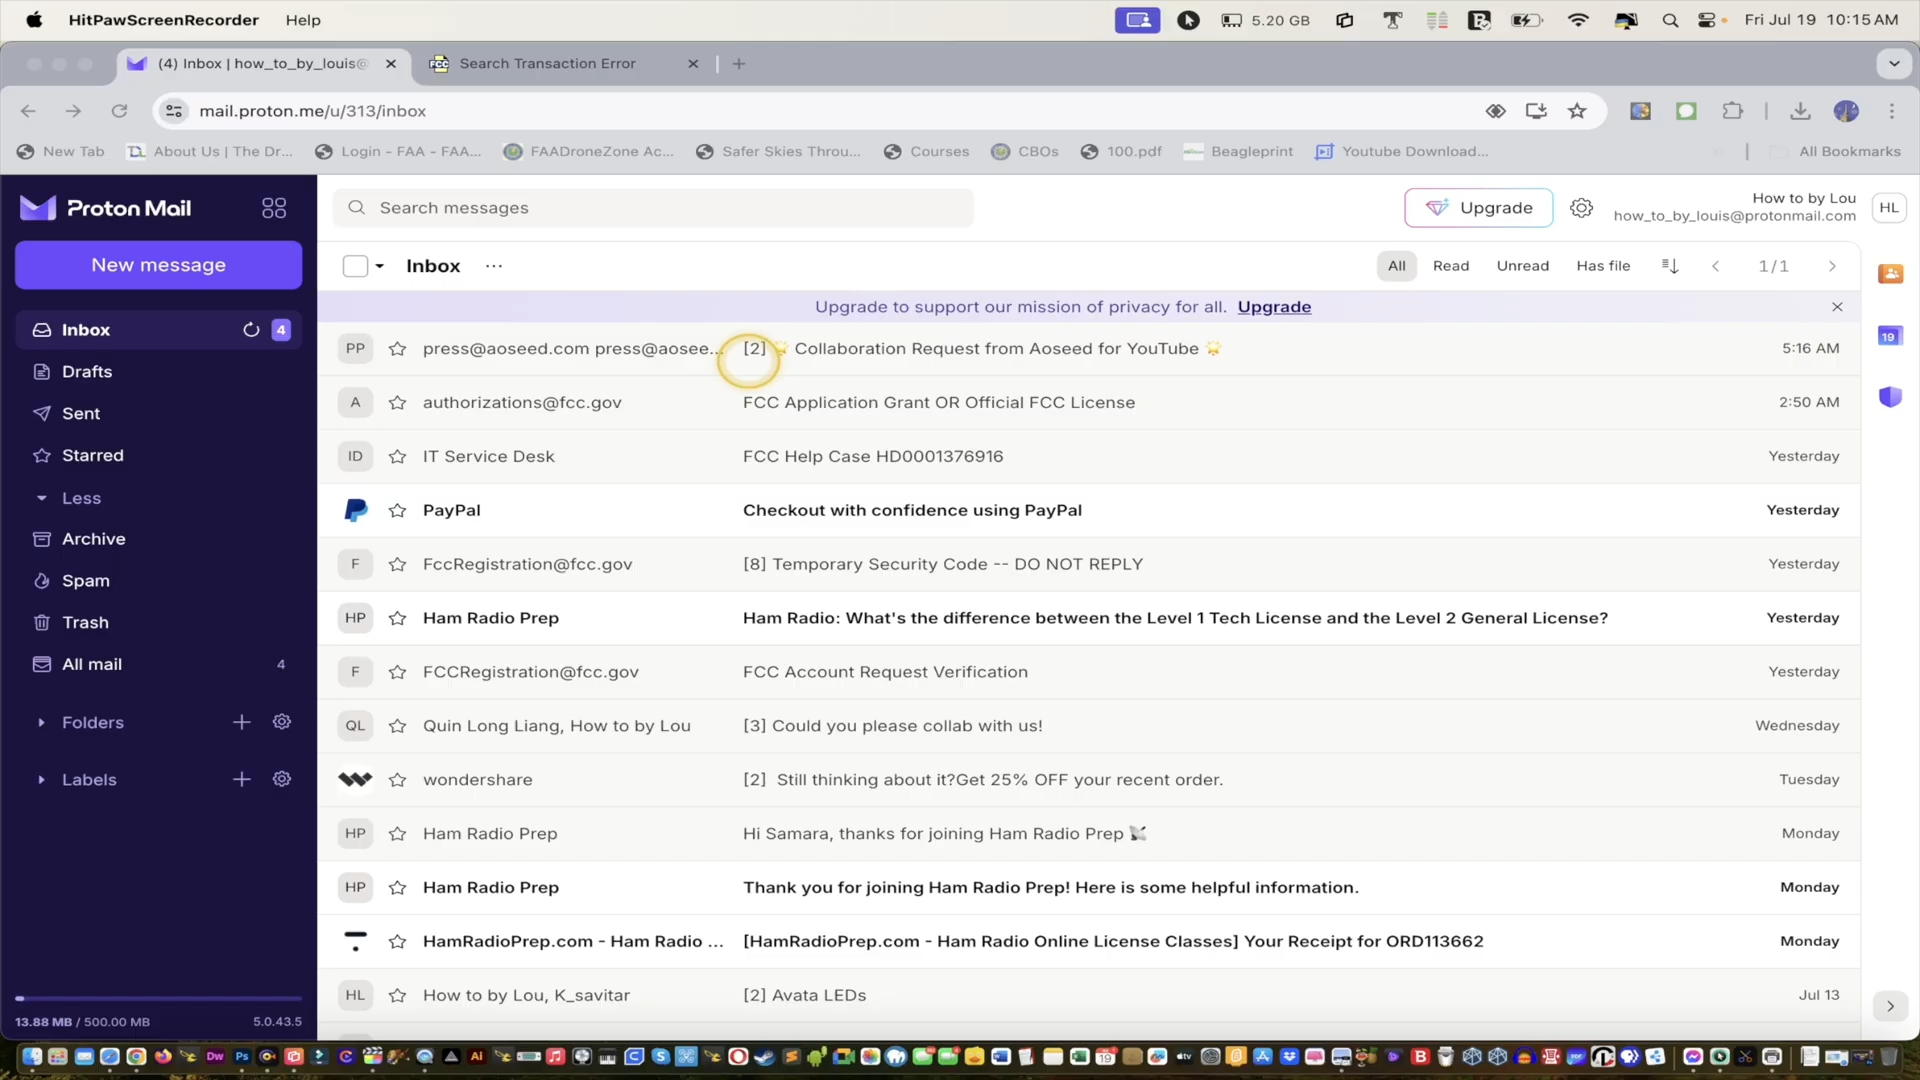 HitPawScreenRecorder Help 5.20 GB Fri Jul 19 10:15 AM
(4) Inbox | how_to_by_louis@ Search Transaction Error
mail.proton.me/u/313/inbox
New Tab About Us | The Dr... Login - FAA - FAA... FAADroneZone Ac... Safer Skies Throu... Courses CBOs 100.pdf Beagleprint Youtube Download... All Bookmarks
Proton Mail
Search messages
Upgrade
How to by Lou
how_to_by_louis@protonmail.com
HL
New message
Inbox 4
Drafts
Sent
Starred
Less
Archive
Spam
Trash
All mail 4
Folders
Labels
13.88 MB / 500.00 MB 5.0.43.5
Inbox All Read Unread Has file 1/1
Upgrade to support our mission of privacy for all. Upgrade
PP press@aoseed.com press@aosee... [2] Collaboration Request from Aoseed for YouTube 5:16 AM
A authorizations@fcc.gov FCC Application Grant OR Official FCC License 2:50 AM
ID IT Service Desk FCC Help Case HD0001376916 Yesterday
PayPal Checkout with confidence using PayPal Yesterday
F FccRegistration@fcc.gov [8] Temporary Security Code -- DO NOT REPLY Yesterday
HP Ham Radio Prep Ham Radio: What's the difference between the Level 1 Tech License and the Level 2 General License? Yesterday
F FCCRegistration@fcc.gov FCC Account Request Verification Yesterday
QL Quin Long Liang, How to by Lou [3] Could you please collab with us! Wednesday
wondershare [2] Still thinking about it?Get 25% OFF your recent order. Tuesday
HP Ham Radio Prep Hi Samara, thanks for joining Ham Radio Prep Monday
HP Ham Radio Prep Thank you for joining Ham Radio Prep! Here is some helpful information. Monday
HamRadioPrep.com - Ham Radio ... [HamRadioPrep.com - Ham Radio Online License Classes] Your Receipt for ORD113662 Monday
HL How to by Lou, K_savitar [2] Avata LEDs Jul 13
19
Dw Ps Ai 19